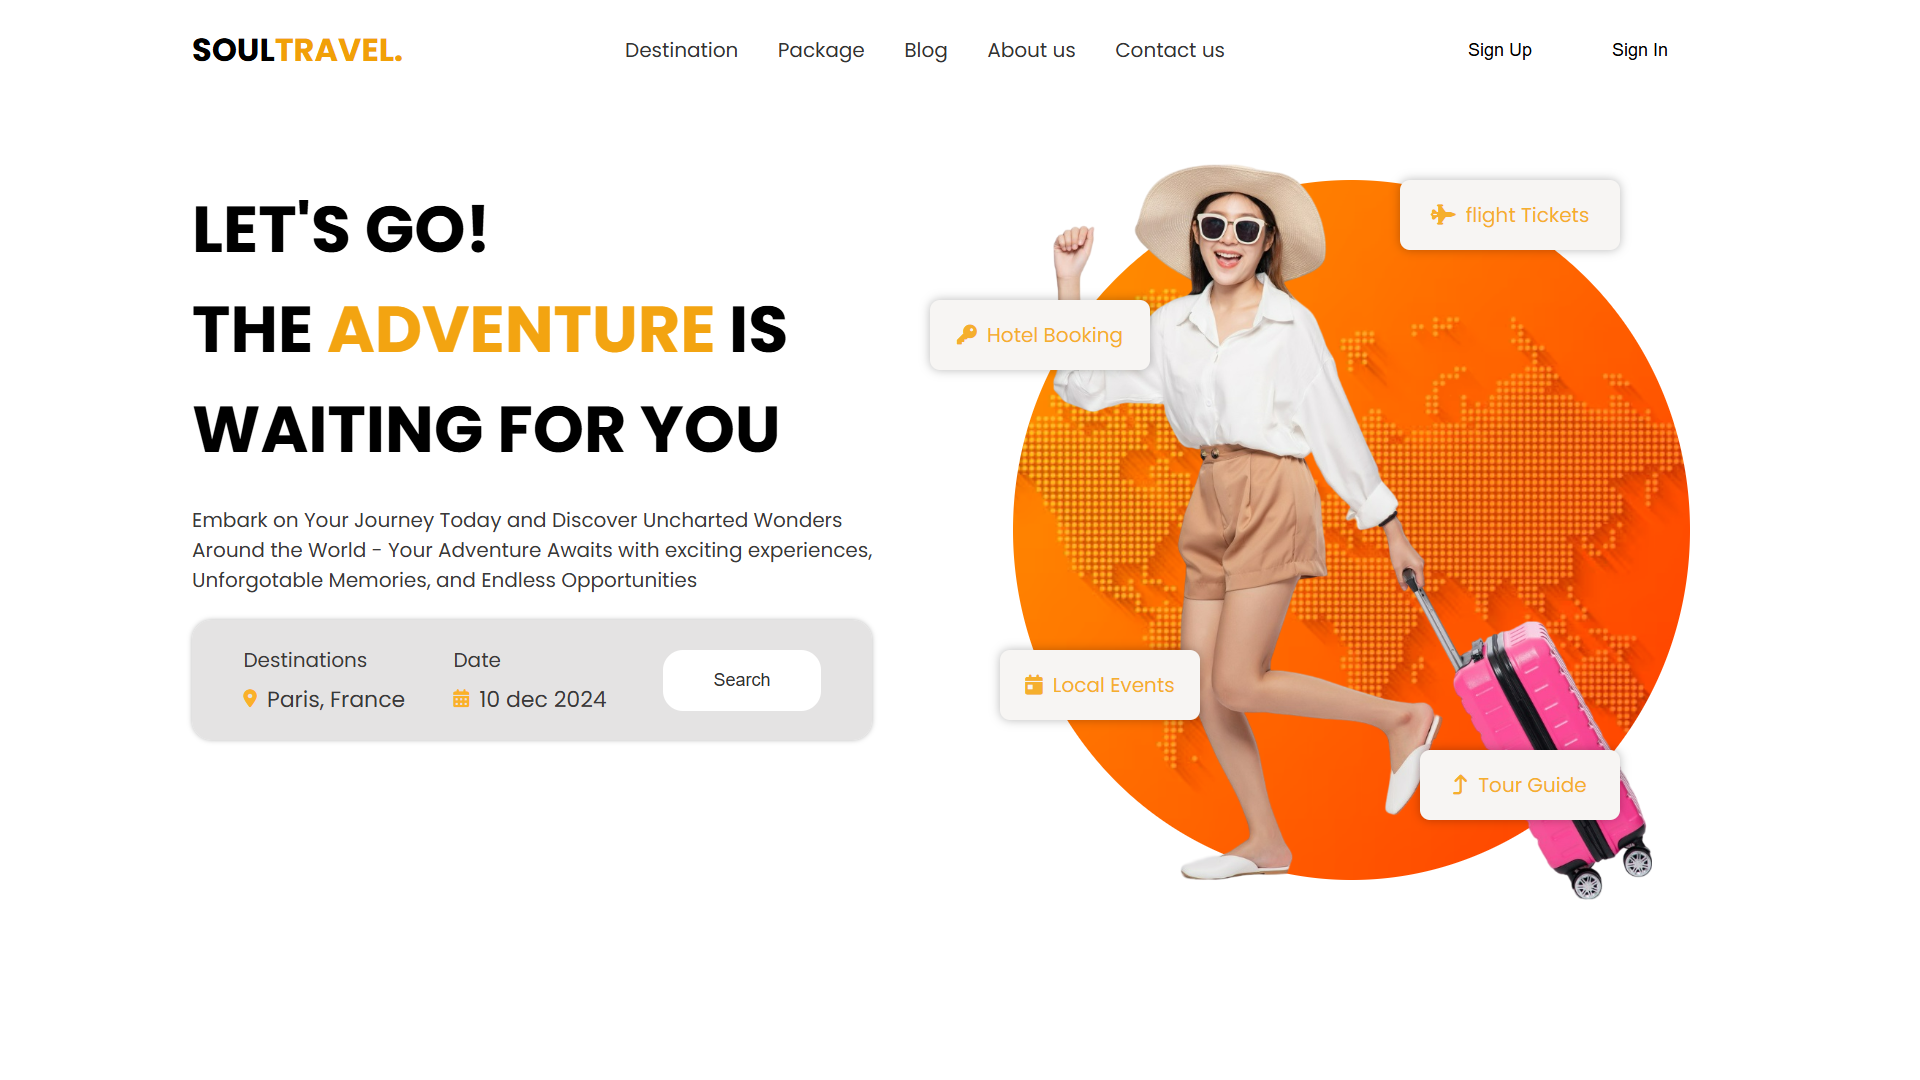 SOULTRAVEL.
Destination Package Blog About us Contact us
Sign Up Sign In
LET'S GO!
THE ADVENTURE IS
WAITING FOR YOU
Embark on Your Journey Today and Discover Uncharted Wonders
Around the World - Your Adventure Awaits with exciting experiences,
Unforgotable Memories, and Endless Opportunities
Destinations
Paris, France
Date
10 dec 2024
Search
flight Tickets
Hotel Booking
Local Events
Tour Guide